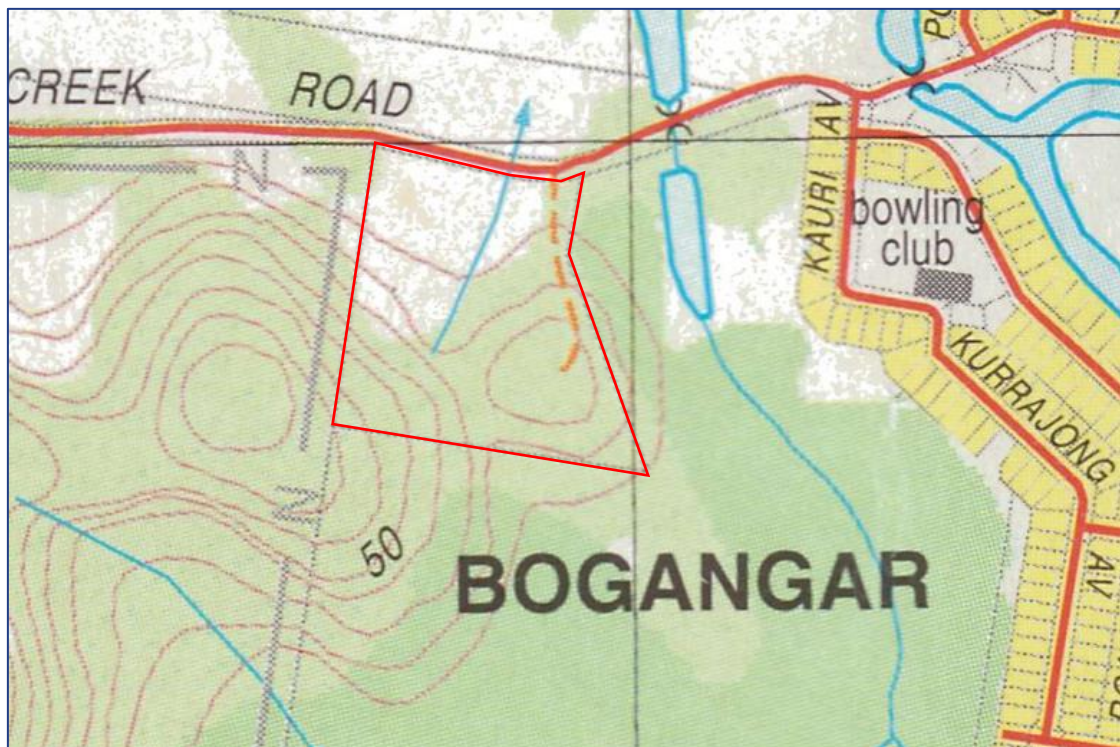 CREEK ROAD
KAURI AV
bowling
club
KURRAJONG
AV
50
BOGANGAR